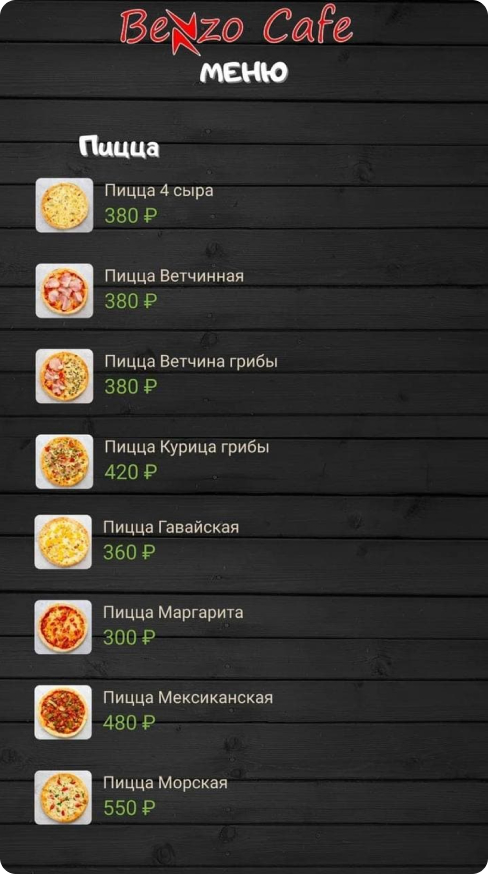 Benzo Cafe
МЕНЮ
Пицца
Пицца 4 сыра
380 ₽
Пицца Ветчинная
380 ₽
Пицца Ветчина грибы
380 ₽
Пицца Курица грибы
420 ₽
Пицца Гавайская
360 ₽
Пицца Маргарита
300 ₽
Пицца Мексиканская
480 ₽
Пицца Морская
550 ₽